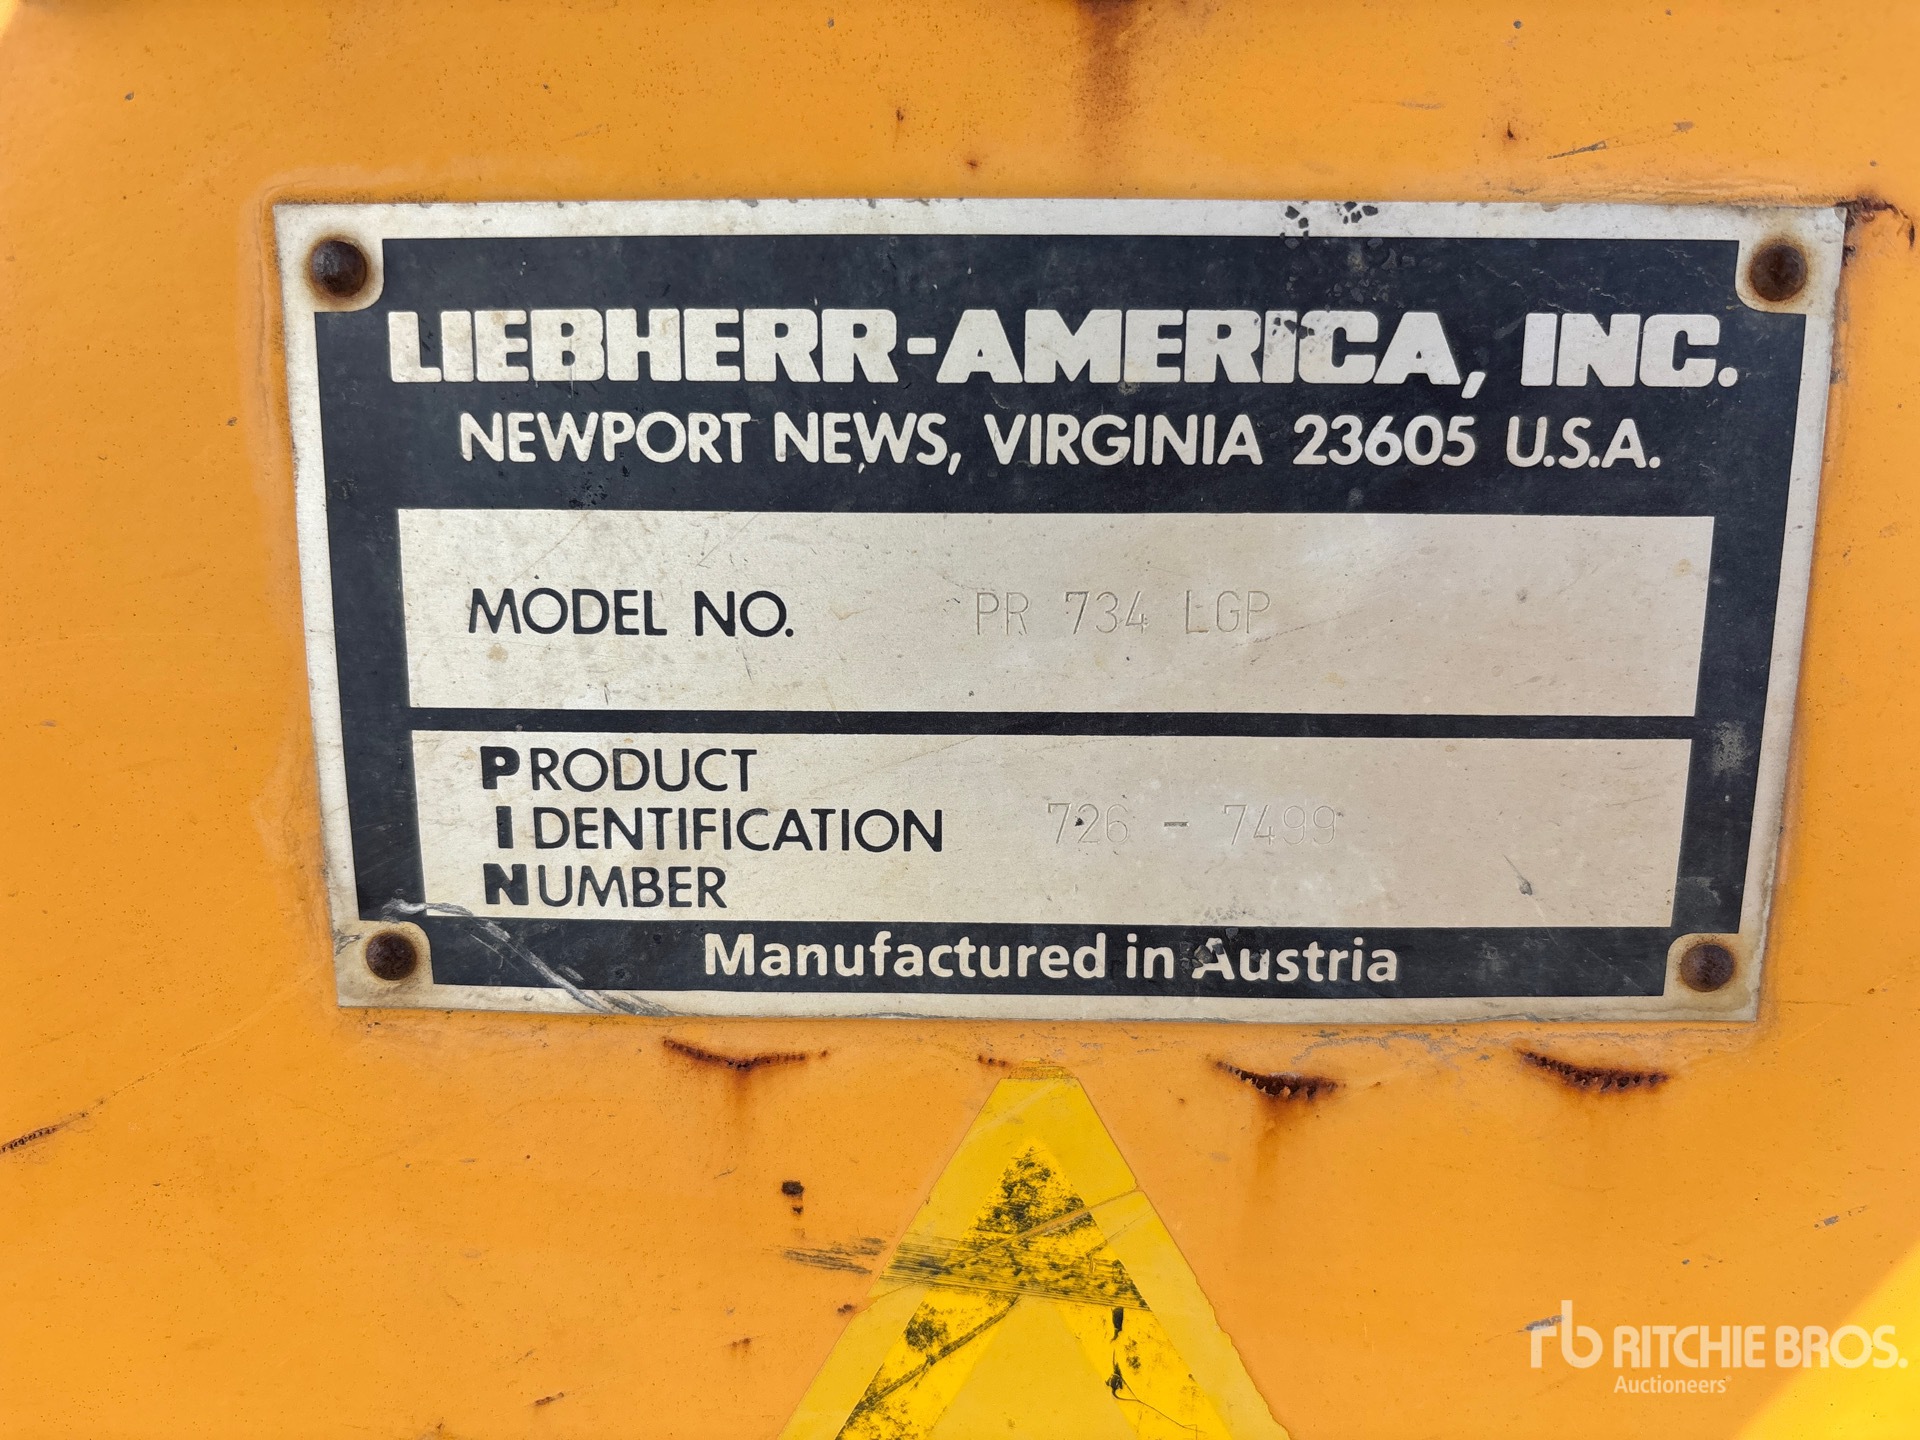 LIEBHERR-AMERICA, INC.
NEWPORT NEWS, VIRGINIA 23605 U.S.A.
MODEL NO. PR 734 LGP
PRODUCT
IDENTIFICATION 726 - 7499
NUMBER
Manufactured in Austria
rb RITCHIE BROS.
Auctioneers